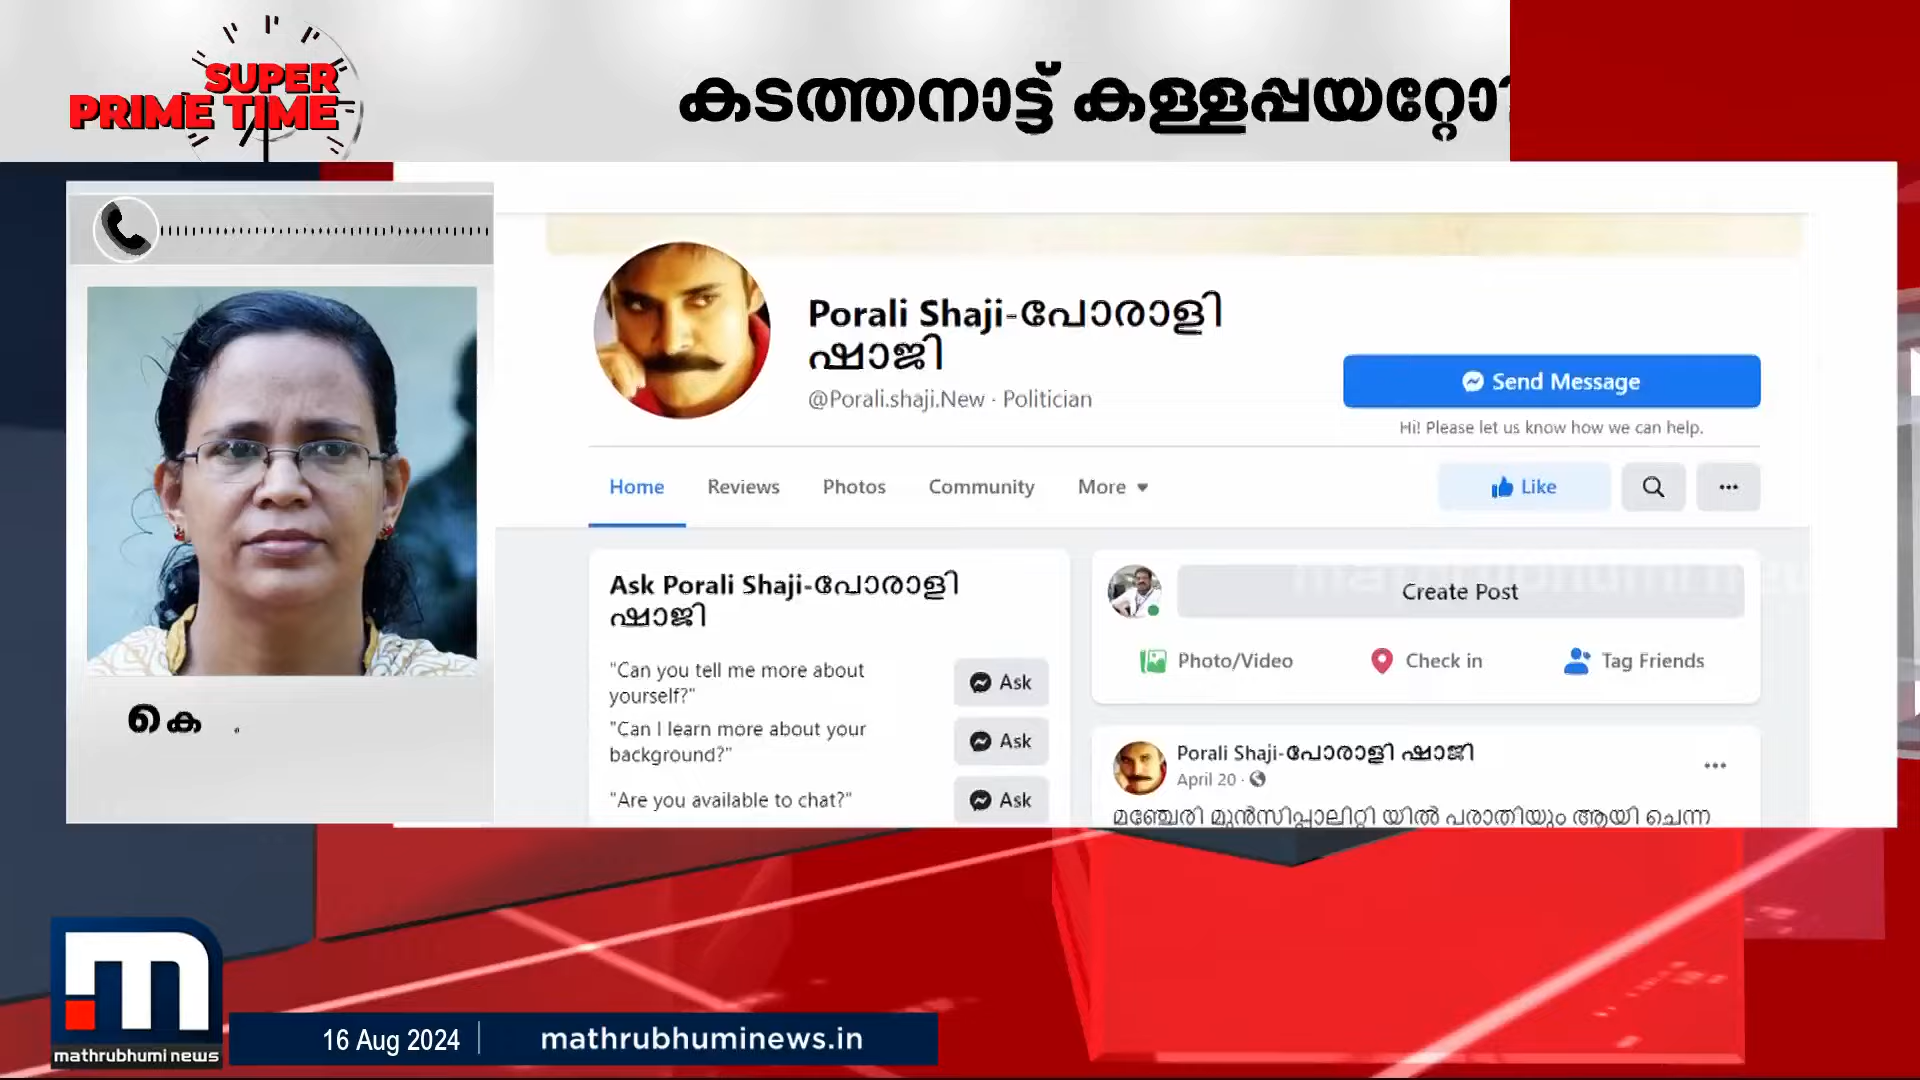 SUPER
PRIME TIME
കടത്തനാട്ട് കള്ളപ്പയറ്റോ?
Porali Shaji-പോരാളി
ഷാജി
@Porali.shaji.New · Politician
Send Message
Hi! Please let us know how we can help.
Home Reviews Photos Community More
Like
Ask Porali Shaji-പോരാളി
ഷാജി
"Can you tell me more about
yourself?"
Ask
"Can I learn more about your
background?"
Ask
"Are you available to chat?"
Ask
Create Post
Photo/Video Check in Tag Friends
Porali Shaji-പോരാളി ഷാജി
April 20
മഞ്ചേരി മുൻസിപ്പാലിറ്റി യിൽ പരാതിയും ആയി ചെന്ന
കെ
mathrubhumi news
mathrubhumi news
16 Aug 2024
mathrubhuminews.in